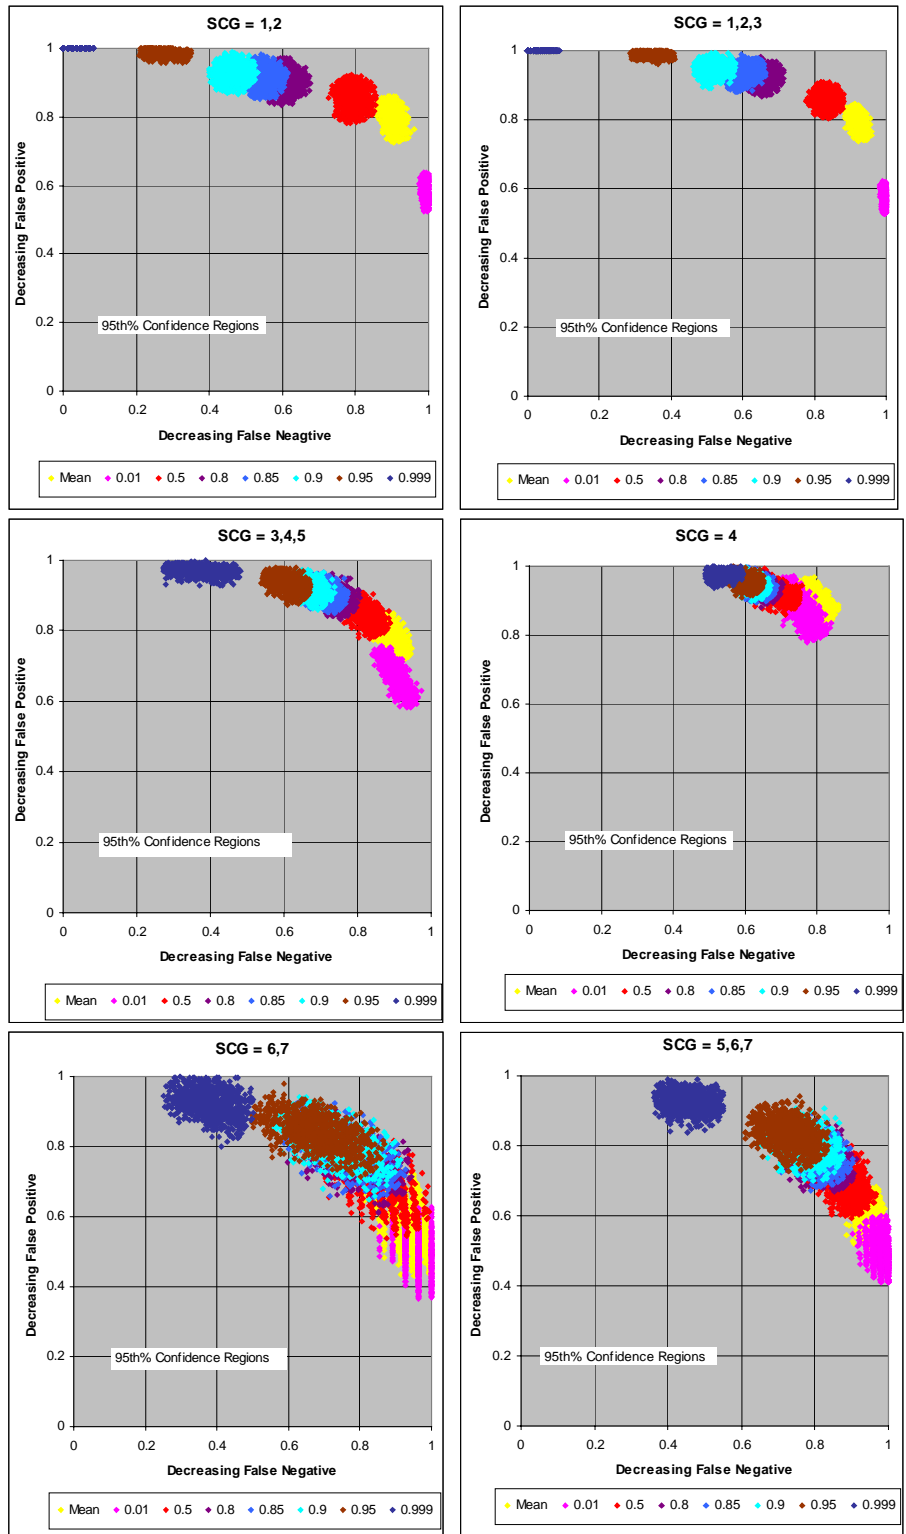 SCG = 1,2
1
0.8
0.6
0.4
0.2
0
Decreasing False Positive
95th% Confidence Regions
0 0.2 0.4 0.6 0.8 1
Decreasing False Neagtive
Mean 0.01 0.5 0.8 0.85 0.9 0.95 0.999
SCG = 1,2,3
1
0.8
0.6
0.4
0.2
0
Decreasing False Positive
95th% Confidence Regions
0 0.2 0.4 0.6 0.8 1
Decreasing False Negative
Mean 0.01 0.5 0.8 0.85 0.9 0.95 0.999
SCG = 3,4,5
1
0.8
0.6
0.4
0.2
0
Decreasing False Positive
95th% Confidence Regions
0 0.2 0.4 0.6 0.8 1
Decreasing False Negative
Mean 0.01 0.5 0.8 0.85 0.9 0.95 0.999
SCG = 4
1
0.8
0.6
0.4
0.2
0
Decreasing False Positive
95th% Confidence Regions
0 0.2 0.4 0.6 0.8 1
Decreasing False Negative
Mean 0.01 0.5 0.8 0.85 0.9 0.95 0.999
SCG = 6,7
1
0.8
0.6
0.4
0.2
0
Decreasing False Positive
95th% Confidence Regions
0 0.2 0.4 0.6 0.8 1
Decreasing False Negative
Mean 0.01 0.5 0.8 0.85 0.9 0.95 0.999
SCG = 5,6,7
1
0.8
0.6
0.4
0.2
0
Decreasing False Positive
95th% Confidence Regions
0 0.2 0.4 0.6 0.8 1
Decreasing False Negative
Mean 0.01 0.5 0.8 0.85 0.9 0.95 0.999